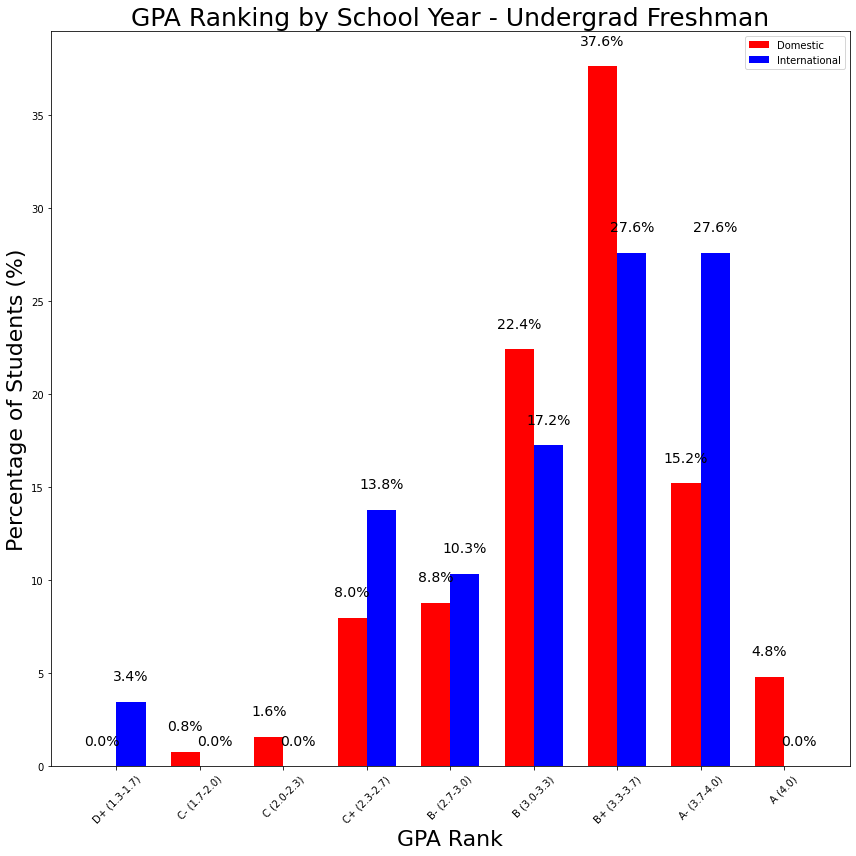 GPA Ranking by School Year - Undergrad Freshman
Domestic
International
37.6%
27.6%
27.6%
22.4%
17.2%
15.2%
13.8%
10.3%
8.0%
8.8%
3.4%
4.8%
1.6%
0.8%
0.0%
0.0%
0.0%
0.0%
35
30
25
20
15
10
5
0
Percentage of Students (%)
D+ (1.3-1.7)
C- (1.7-2.0)
C (2.0-2.3)
C+ (2.3-2.7)
B- (2.7-3.0)
B (3.0-3.3)
B+ (3.3-3.7)
A- (3.7-4.0)
A (4.0)
GPA Rank